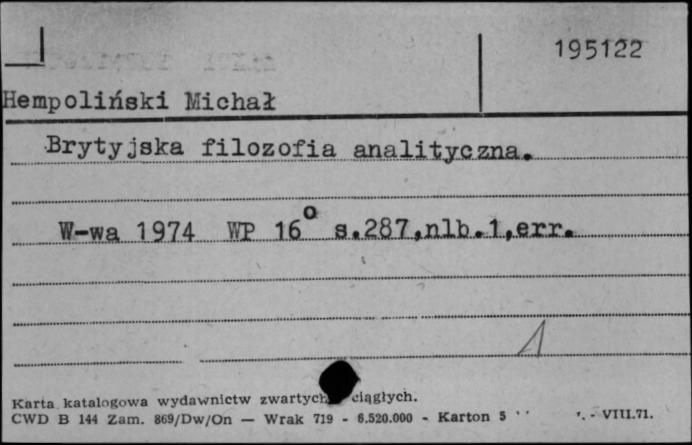 195122
Hempoliński Michał
Brytyjska filozofia analityczna.
W-wa 1974 WP 16° s.287,nlb.1,err.
Karta katalogowa wydawnictw zwartych ciągłych.
CWD B 144 Zam. 869/Dw/On — Wrak 719 - 6.520.000 - Karton 5 - VIII.71.